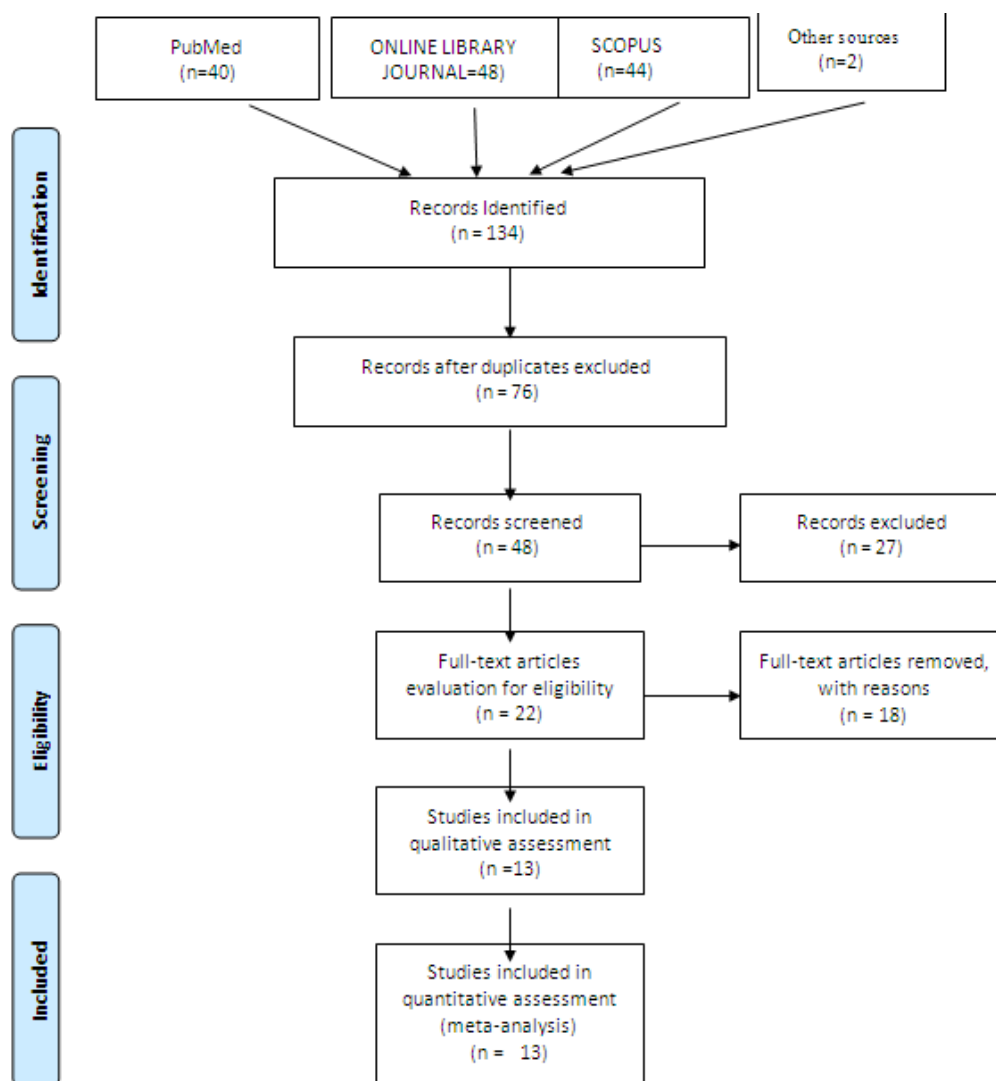 PubMed
(n=40)
ONLINE LIBRARY
JOURNAL=48)
SCOPUS
(n=44)
Other sources
(n=2)
Identification
Records Identified
(n = 134)
Records after duplicates excluded
(n = 76)
Screening
Records screened
(n = 48)
Records excluded
(n = 27)
Eligibility
Full-text articles
evaluation for eligibility
(n = 22)
Full-text articles removed,
with reasons
(n = 18)
Studies included in
qualitative assessment
(n =13)
Included
Studies included in
quantitative assessment
(meta-analysis)
(n = 13)